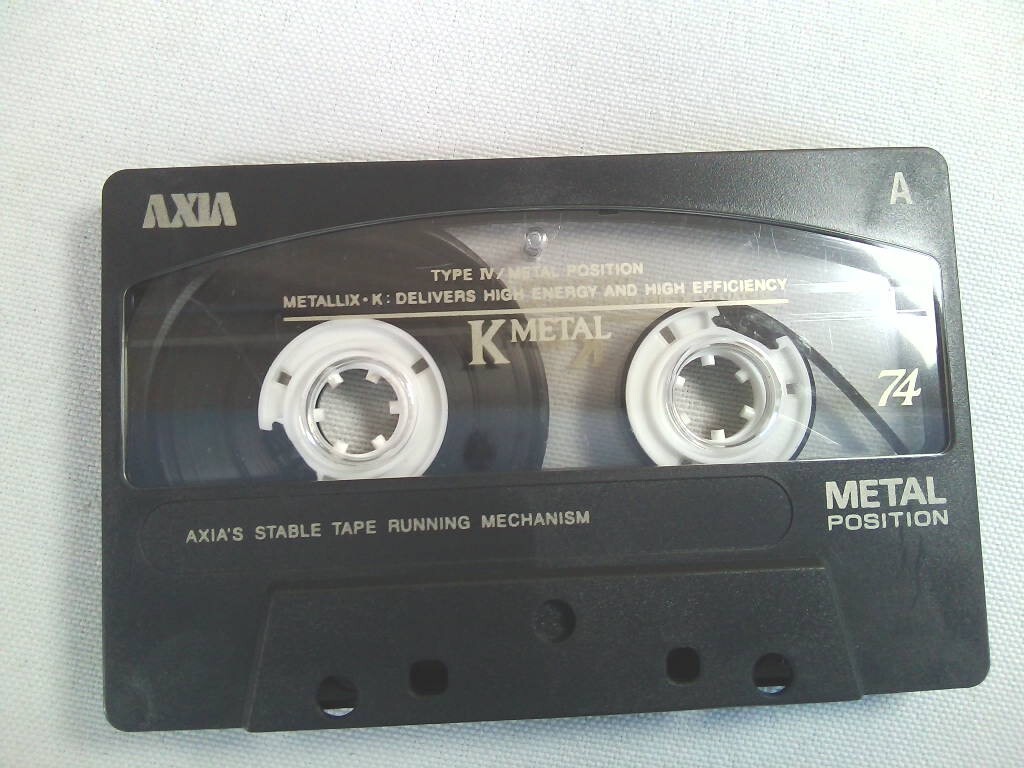 AXIA
A
TYPE IV/METAL POSITION
METALLIX·K: DELIVERS HIGH ENERGY AND HIGH EFFICIENCY
K METAL
74
METAL
POSITION
AXIA'S STABLE TAPE RUNNING MECHANISM